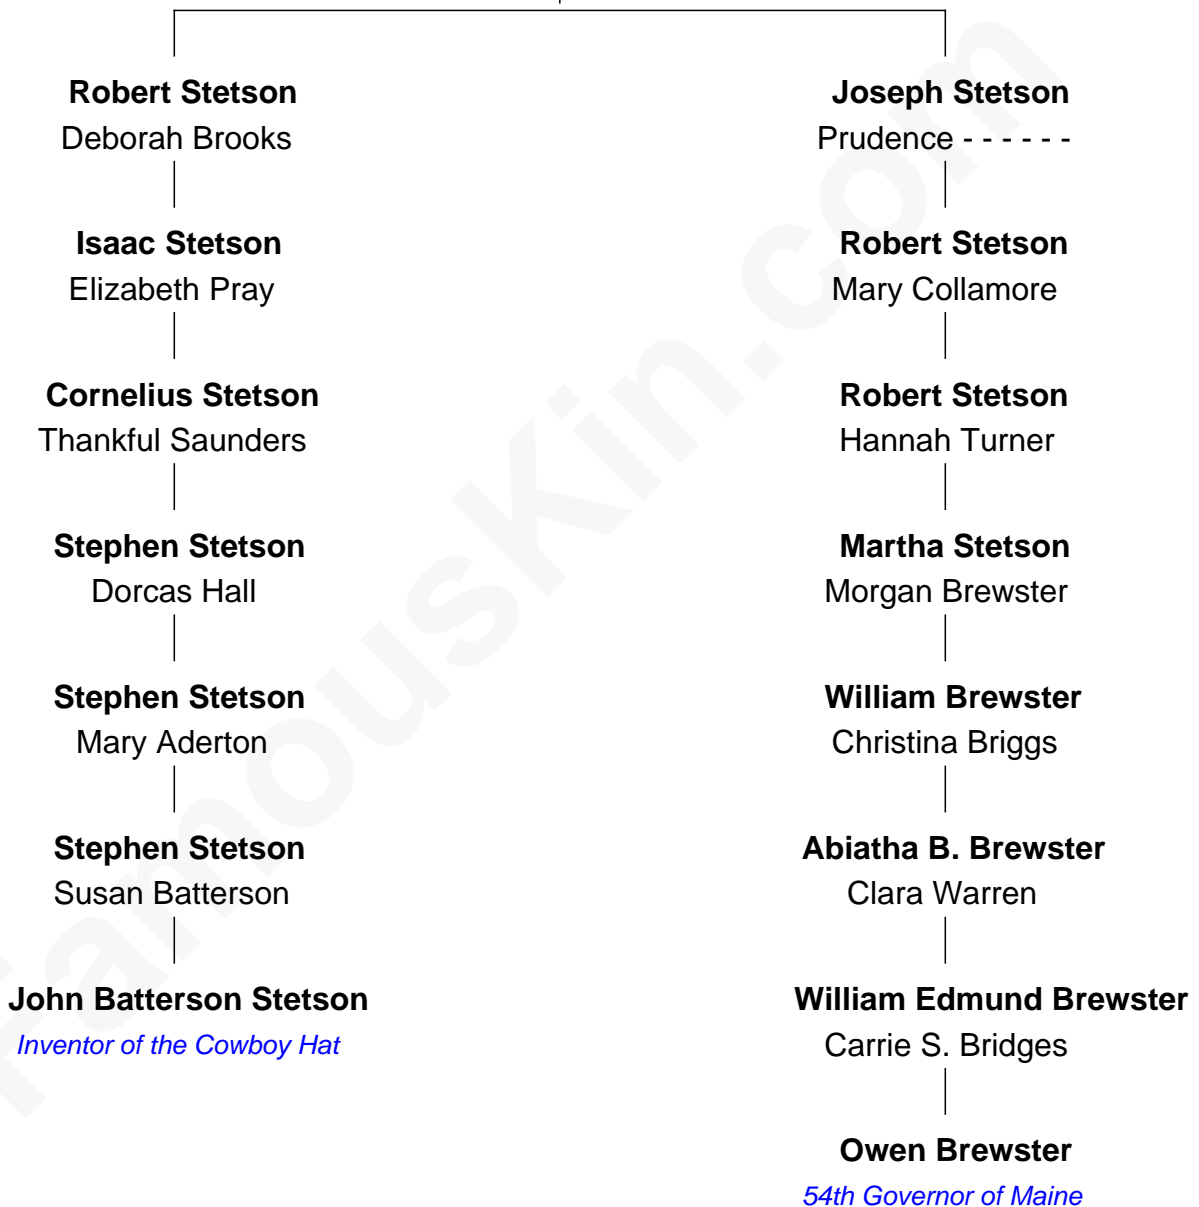 Robert Stetson
Deborah Brooks
Isaac Stetson
Elizabeth Pray
Cornelius Stetson
Thankful Saunders
Stephen Stetson
Dorcas Hall
Stephen Stetson
Mary Aderton
Stephen Stetson
Susan Batterson
John Batterson Stetson
Inventor of the Cowboy Hat
Joseph Stetson
Prudence - - - - - -
Robert Stetson
Mary Collamore
Robert Stetson
Hannah Turner
Martha Stetson
Morgan Brewster
William Brewster
Christina Briggs
Abiatha B. Brewster
Clara Warren
William Edmund Brewster
Carrie S. Bridges
Owen Brewster
54th Governor of Maine
FamousKin.com